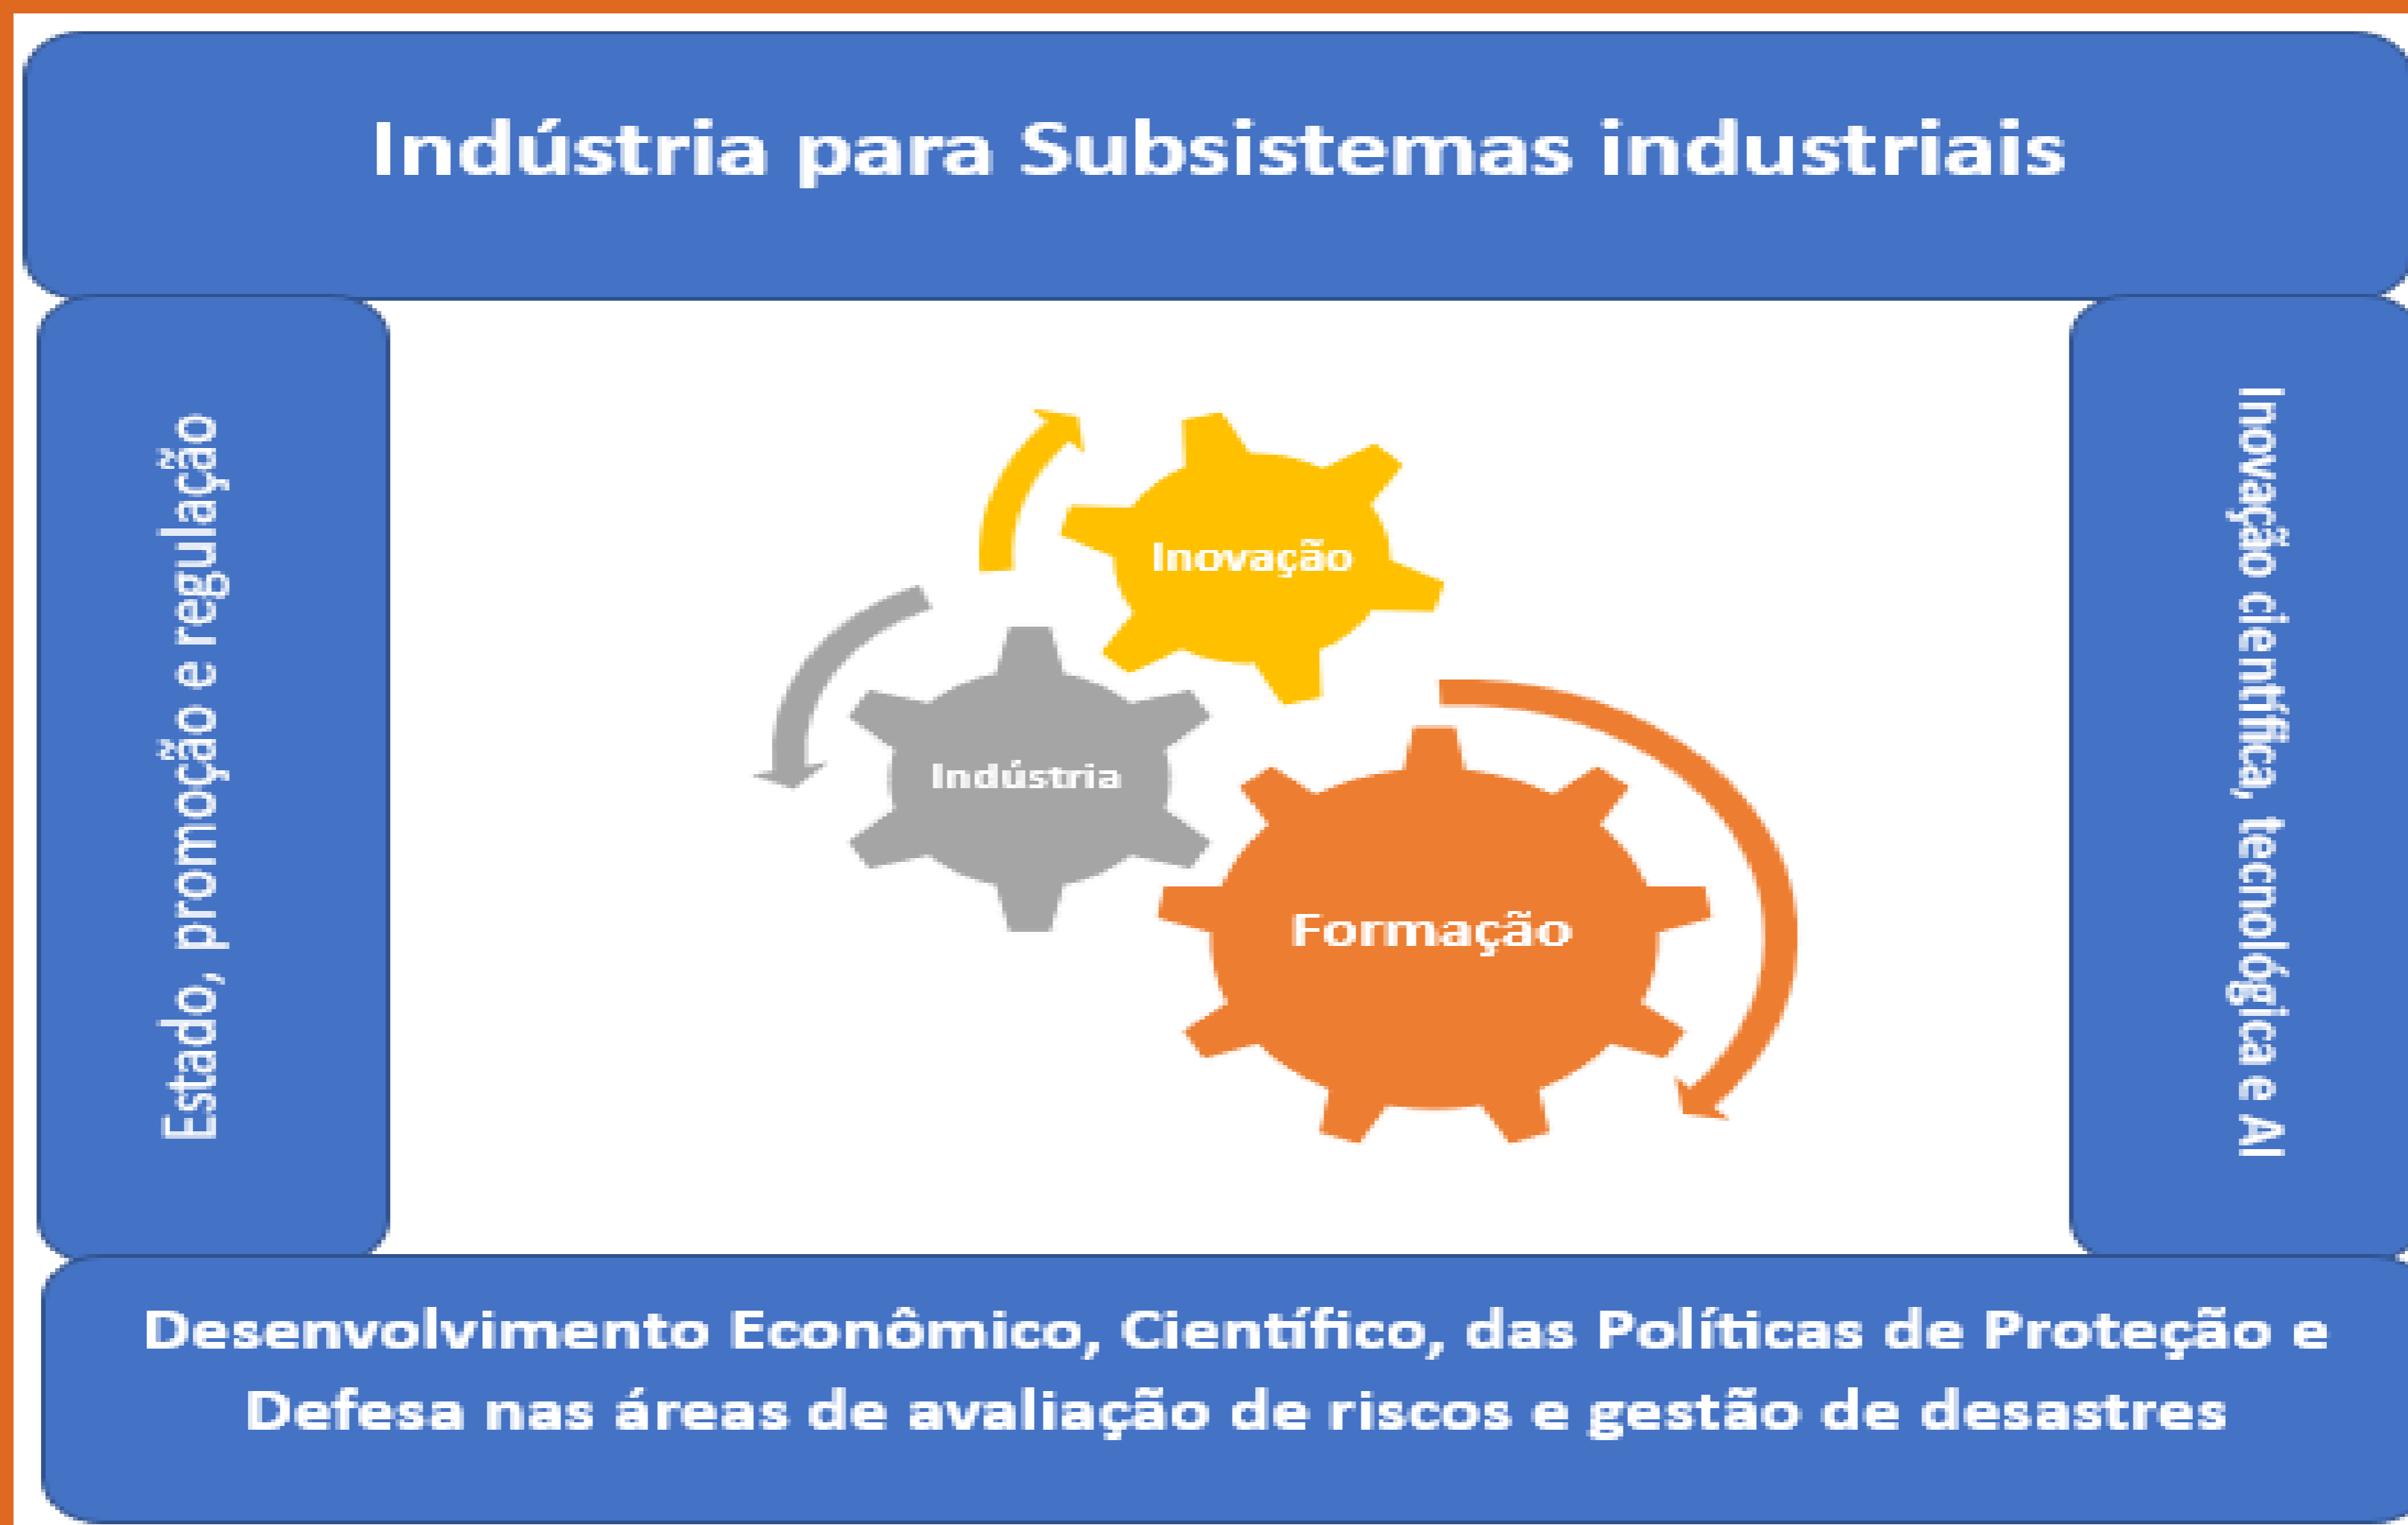 Indústria para Subsistemas industriais
Estado, promoção e regulação
Inovação
Indústria
Formação
Inovação científica, tecnológica e AI
Desenvolvimento Econômico, Científico, das Políticas de Proteção e
Defesa nas áreas de avaliação de riscos e gestão de desastres